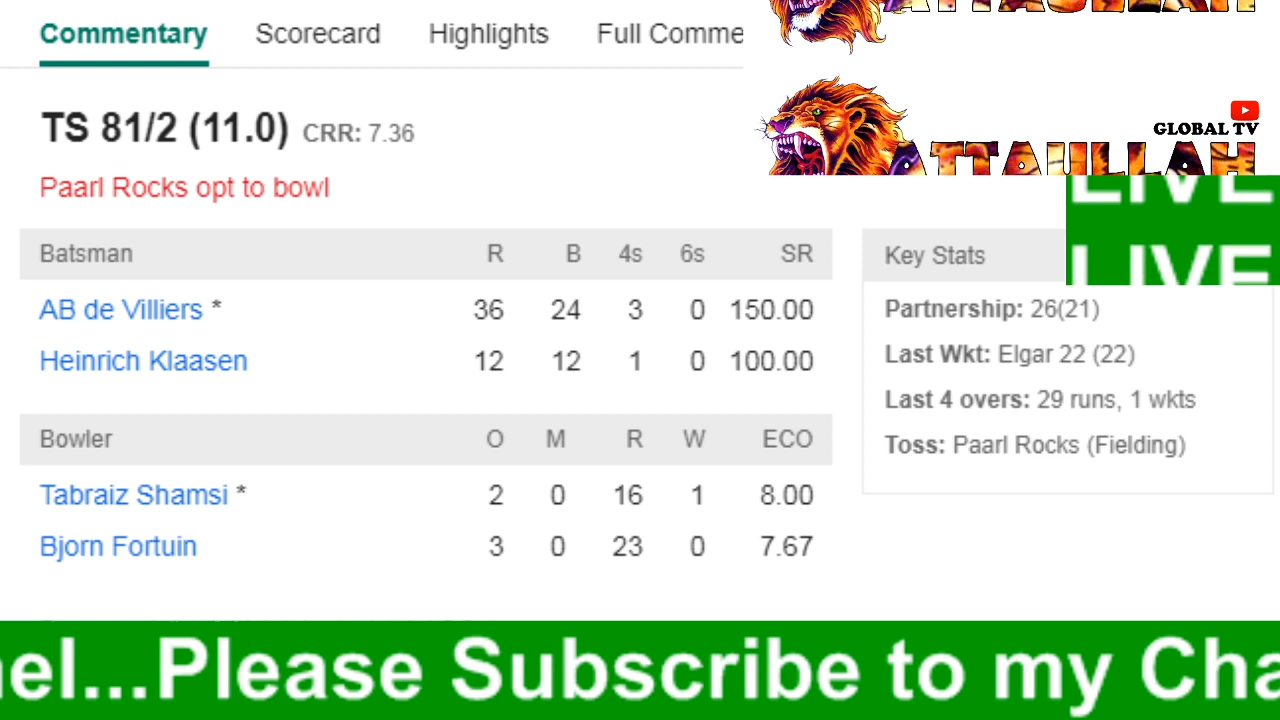 Commentary Scorecard Highlights Full Comme
ATTAULLAH
TS 81/2 (11.0) CRR: 7.36
GLOBAL TV
ATTAULLAH
Paarl Rocks opt to bowl
LIVE
LIVE
Batsman R B 4s 6s SR
AB de Villiers * 36 24 3 0 150.00
Heinrich Klaasen 12 12 1 0 100.00
Bowler O M R W ECO
Tabraiz Shamsi * 2 0 16 1 8.00
Bjorn Fortuin 3 0 23 0 7.67
Key Stats
Partnership: 26(21)
Last Wkt: Elgar 22 (22)
Last 4 overs: 29 runs, 1 wkts
Toss: Paarl Rocks (Fielding)
nel...Please Subscribe to my Cha